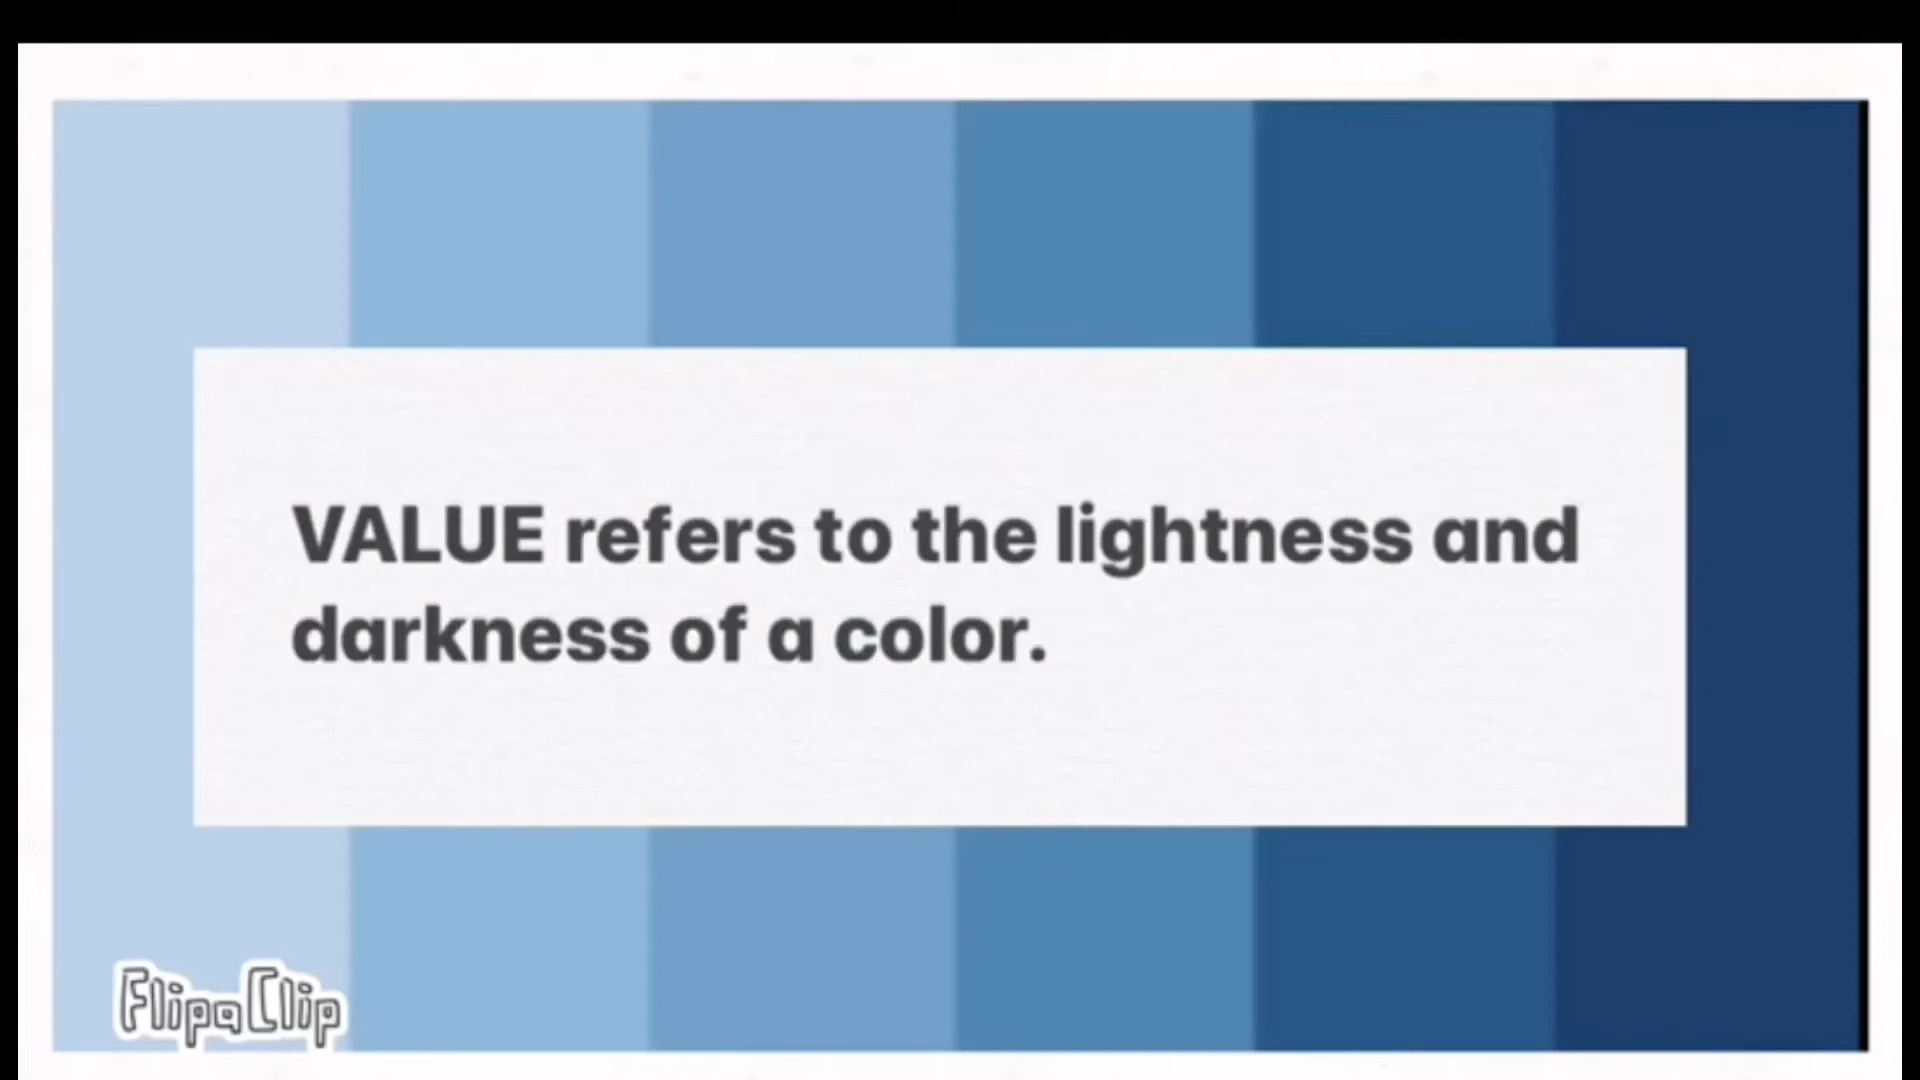 VALUE refers to the lightness and
darkness of a color.
FlipaClip